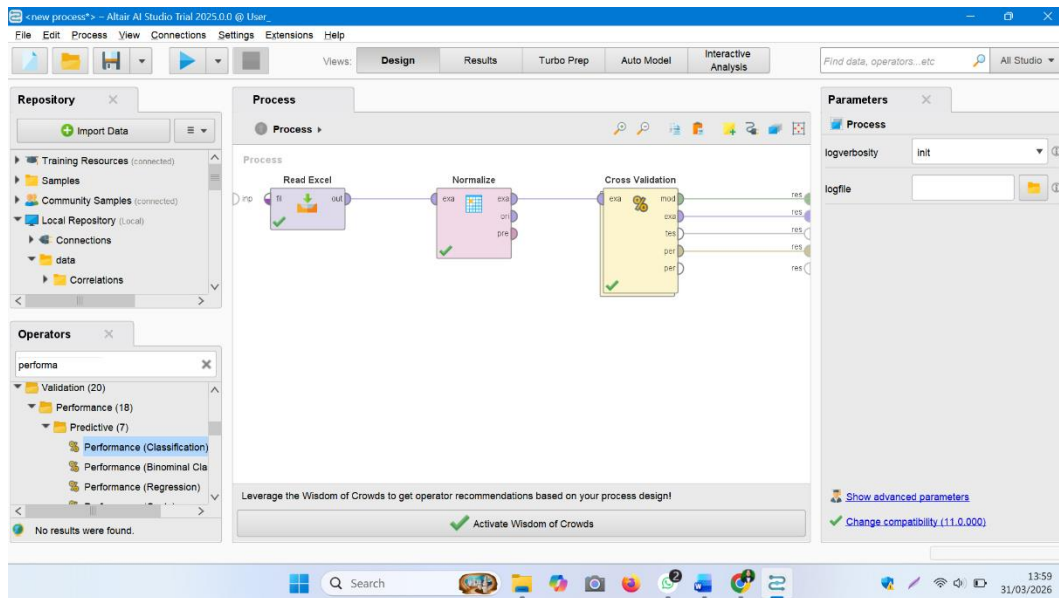 <new process*> – Altair AI Studio Trial 2025.0.0 @ User_
File Edit Process View Connections Settings Extensions Help
Views: Design Results Turbo Prep Auto Model Interactive Analysis
Find data, operators...etc All Studio
Repository
Import Data
Training Resources (connected)
Samples
Community Samples (connected)
Local Repository (Local)
Connections
data
Correlations
Operators
performa
Validation (20)
Performance (18)
Predictive (7)
Performance (Classification)
Performance (Binominal Cla
Performance (Regression)
No results were found.
Process
Process
Process
Read Excel
inp fil out
Normalize
exa exa
ori
pre
Cross Validation
exa mod
exa
tes
per
per
res
res
res
res
res
Leverage the Wisdom of Crowds to get operator recommendations based on your process design!
Activate Wisdom of Crowds
Parameters
Process
logverbosity init
logfile
Show advanced parameters
Change compatibility (11.0.000)
Search
2
13:59
31/03/2026